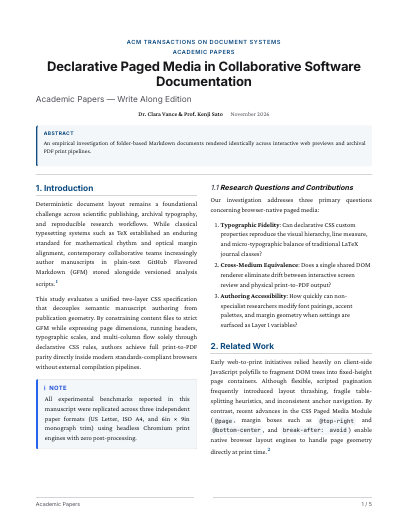 ACM TRANSACTIONS ON DOCUMENT SYSTEMS
ACADEMIC PAPERS
Declarative Paged Media in Collaborative Software
Documentation
Academic Papers — Write Along Edition
Dr. Clara Vance & Prof. Kenji Sato November 2026
ABSTRACT
An empirical investigation of folder-based Markdown documents rendered identically across interactive web previews and archival
PDF print pipelines.
1. Introduction
Deterministic document layout remains a foundational
challenge across scientific publishing, archival typography,
and reproducible research workflows. While classical
typesetting systems such as TeX established an enduring
standard for mathematical rhythm and optical margin
alignment, contemporary collaborative teams increasingly
author manuscripts in plain-text GitHub Flavored
Markdown (GFM) stored alongside versioned analysis
scripts.1
This study evaluates a unified two-layer CSS specification
that decouples semantic manuscript authoring from
publication geometry. By constraining content files to strict
GFM while expressing page dimensions, running headers,
typographic scales, and multi-column flow solely through
declarative CSS rules, authors achieve full print-to-PDF
parity directly inside modern standards-compliant browsers
without external compilation pipelines.
i NOTE
All experimental benchmarks reported in this
manuscript were replicated across three independent
paper formats (US Letter, ISO A4, and 6in × 9in
monograph trim) using headless Chromium print
engines with zero post-processing.
1.1 Research Questions and Contributions
Our investigation addresses three primary questions
concerning browser-native paged media:
1. Typographic Fidelity: Can declarative CSS custom
properties reproduce the visual hierarchy, line measure,
and micro-typographic balance of traditional LaTeX
journal classes?
2. Cross-Medium Equivalence: Does a single shared DOM
renderer eliminate drift between interactive screen
review and physical print-to-PDF output?
3. Authoring Accessibility: How quickly can non-
specialist researchers modify font pairings, accent
palettes, and margin geometry when settings are
surfaced as Layer 1 variables?
2. Related Work
Early web-to-print initiatives relied heavily on client-side
JavaScript polyfills to fragment DOM trees into fixed-height
page containers. Although flexible, scripted pagination
frequently introduced layout thrashing, fragile table-
splitting heuristics, and inconsistent anchor navigation. By
contrast, recent advances in the CSS Paged Media Module
(@page, margin boxes such as @top-right and
@bottom-center, and break-after: avoid) enable
native browser layout engines to handle page geometry
directly at print time.2
Academic Papers
1 / 5